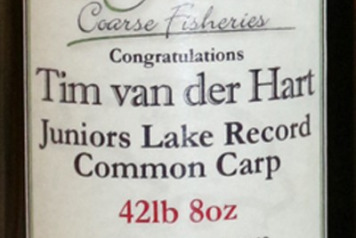 Coarse Fisheries
Congratulations
Tim van der Hart
Juniors Lake Record
Common Carp
42lb 8oz